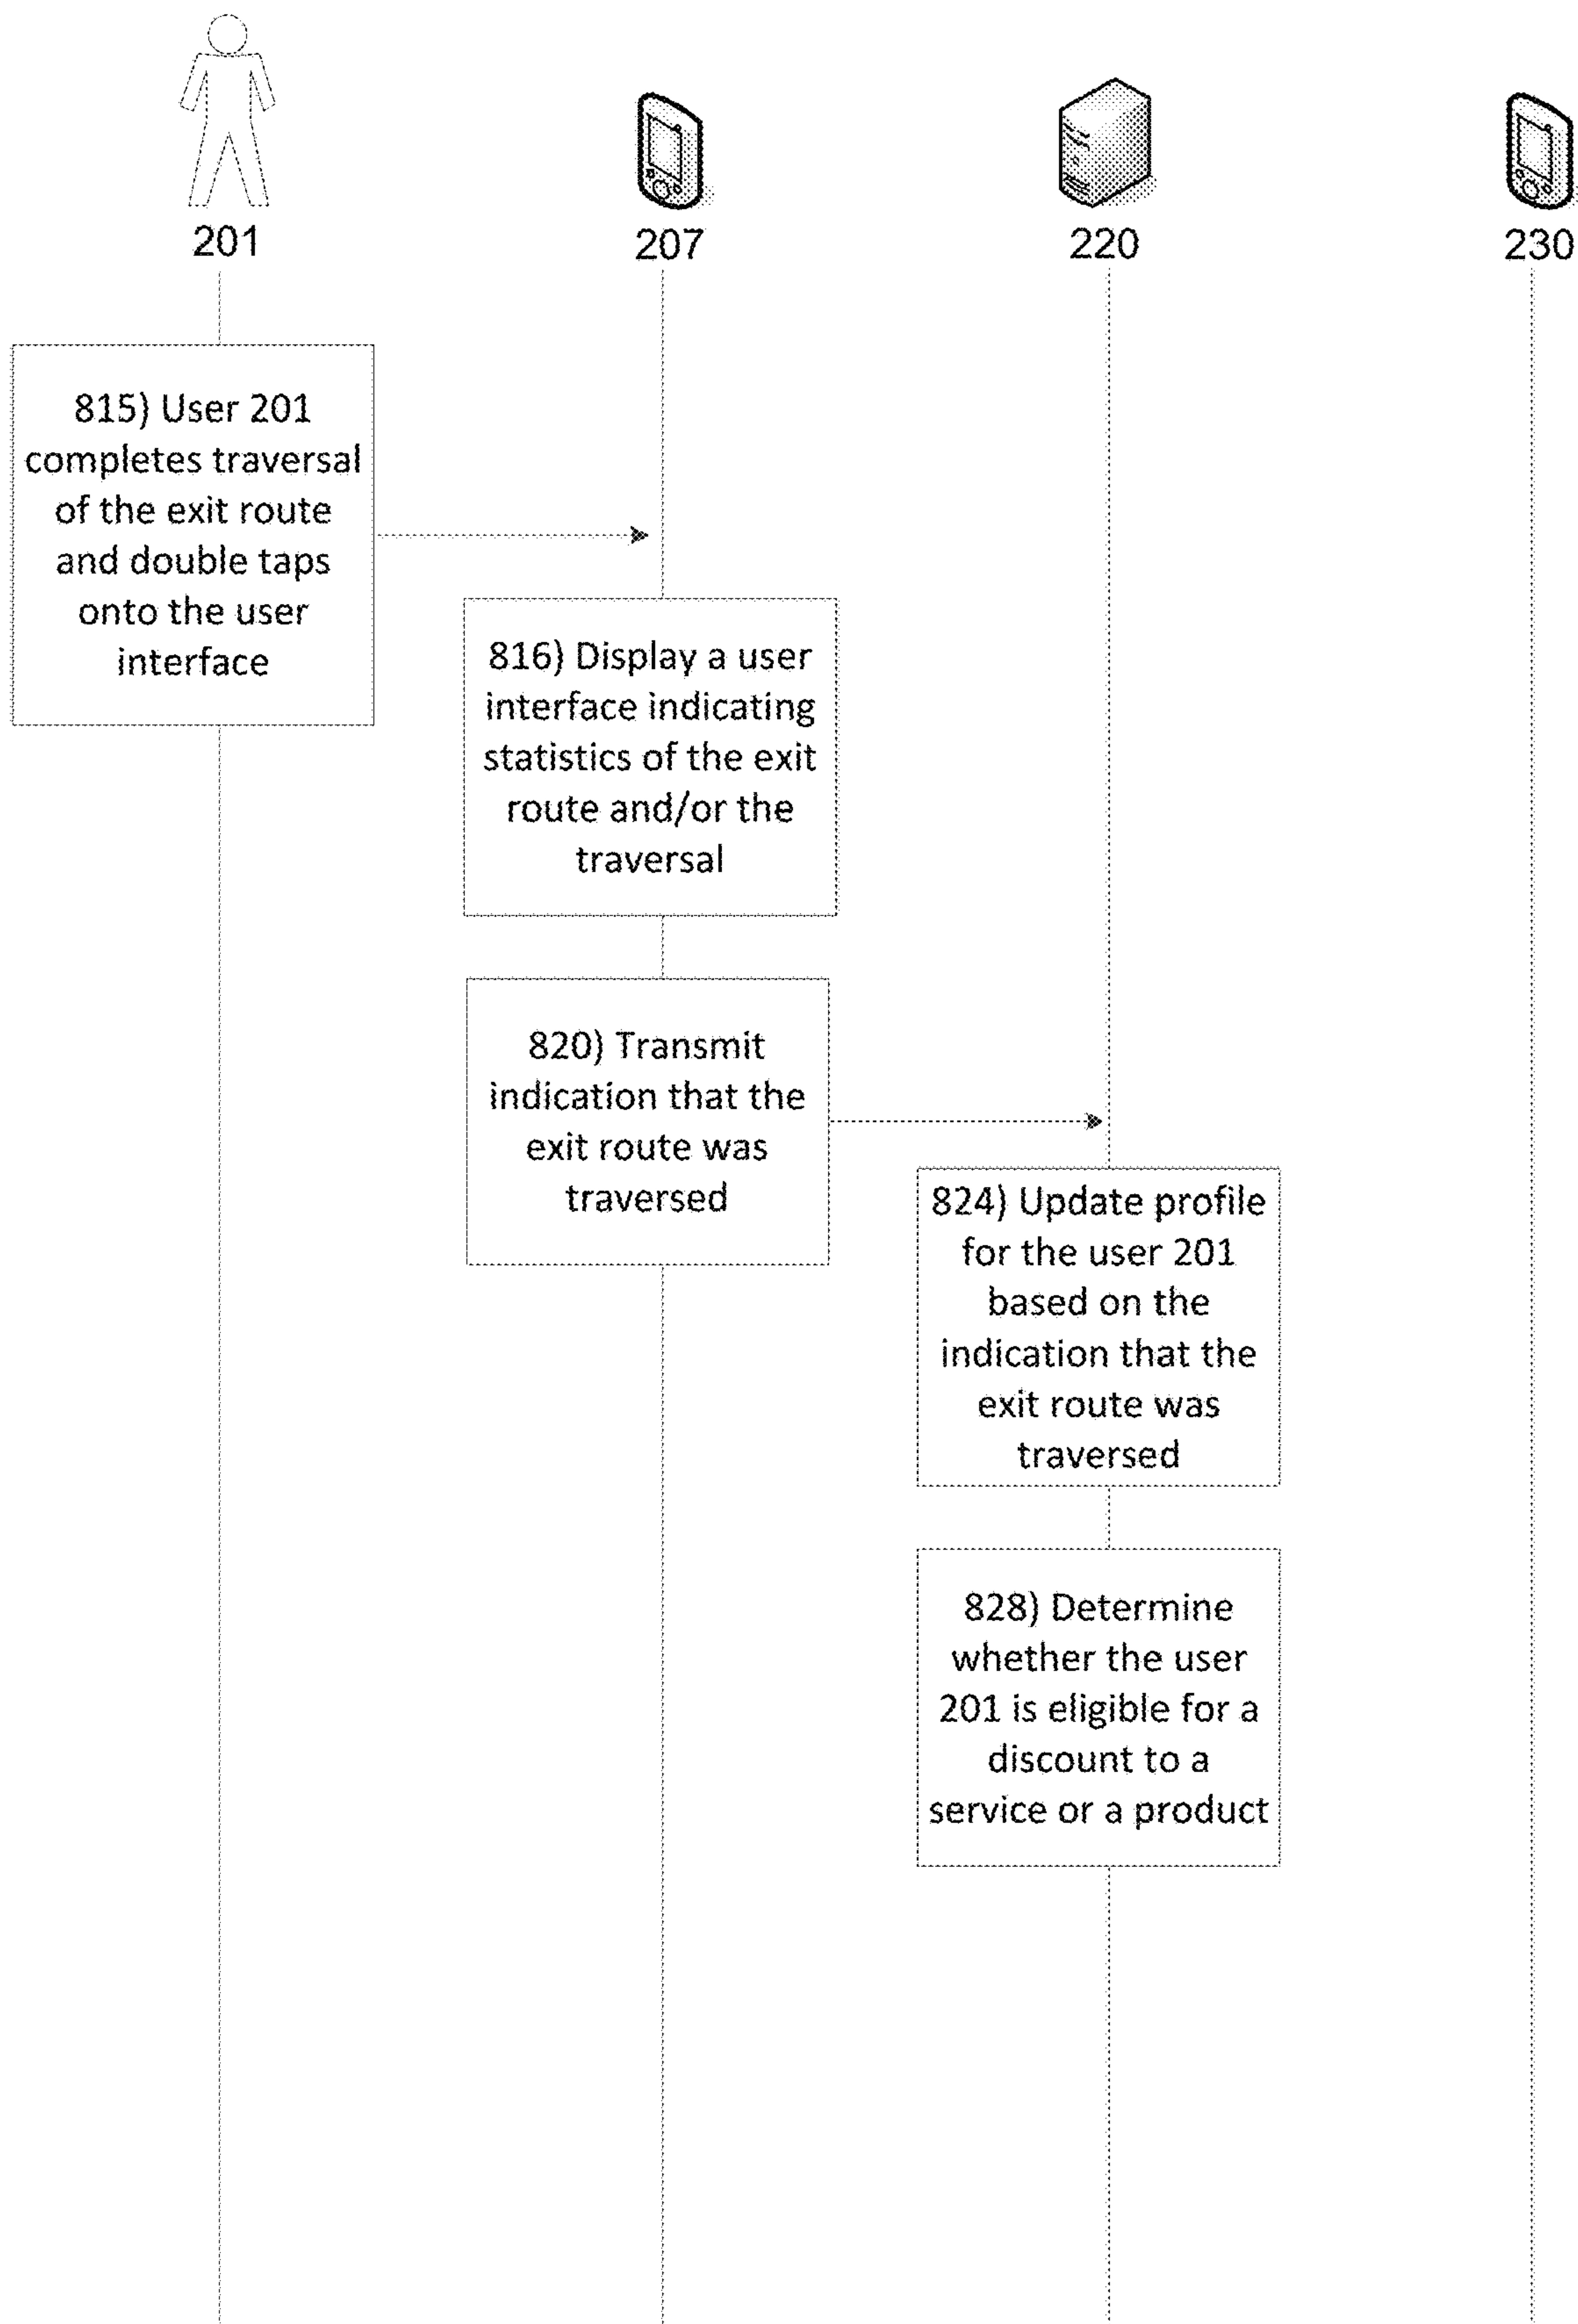 201
207
220
230
815) User 201
completes traversal
of the exit route
and double taps
onto the user
interface
816) Display a user
interface indicating
statistics of the exit
route and/or the
traversal
820) Transmit
indication that the
exit route was
traversed
824) Update profile
for the user 201
based on the
indication that the
exit route was
traversed
828) Determine
whether the user
201 is eligible for a
discount to a
service or a product